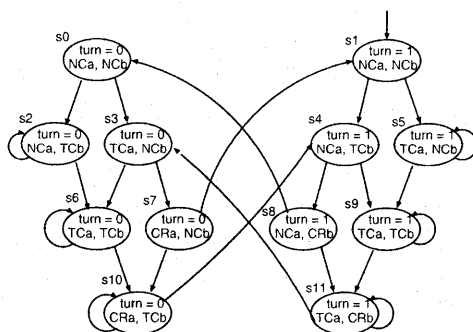 s0
turn = 0
NCa, NCb
s1
turn = 1
NCa, NCb
s2
turn = 0
NCa, TCb
s3
turn = 0
TCa, NCb
s4
turn = 1
NCa, TCb
s5
turn = 1
TCa, NCb
s6
turn = 0
TCa, TCb
s7
turn = 0
CRa, NCb
s8
turn = 1
NCa, CRb
s9
turn = 1
TCa, TCb
s10
turn = 0
CRa, TCb
s11
turn = 1
TCa, CRb